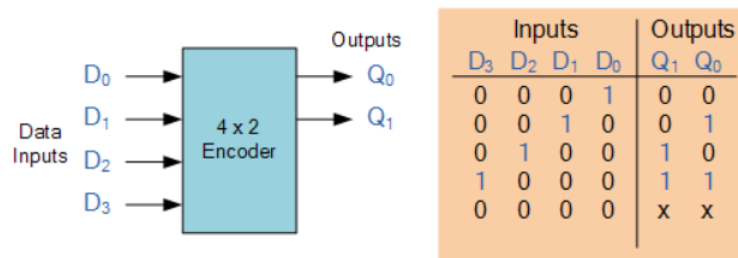 Outputs
D0
D1
D2
D3
Data
Inputs
4 x 2
Encoder
Q0
Q1
Inputs Outputs
D3 D2 D1 D0 Q1 Q0
0 0 0 1 0 0
0 0 1 0 0 1
0 1 0 0 1 0
1 0 0 0 1 1
0 0 0 0 x x